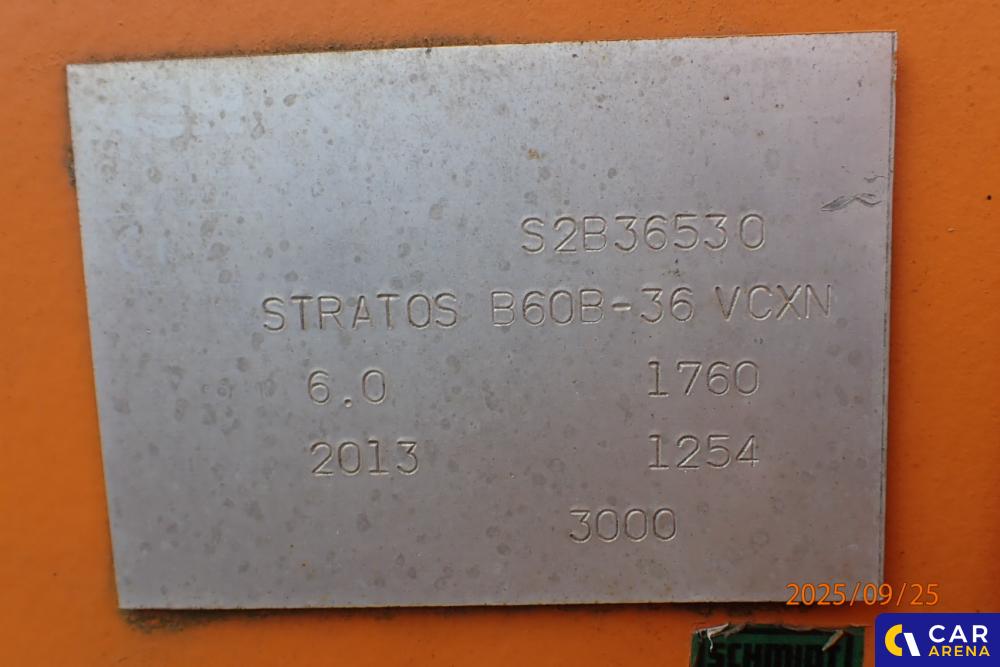 S2B36530
STRATOS B60B-36 VCXN
6.0 1760
2013 1254
3000
2025/09/25
SCHMIDT
CAR
ARENA